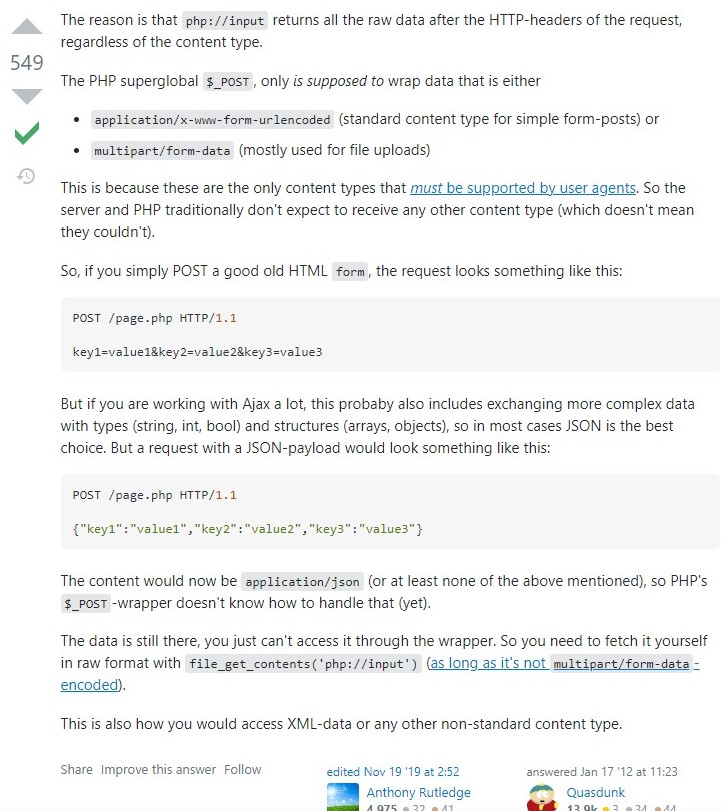 The reason is that php://input returns all the raw data after the HTTP-headers of the request,
regardless of the content type.
549
The PHP superglobal $_POST, only is supposed to wrap data that is either
• application/x-www-form-urlencoded (standard content type for simple form-posts) or
• multipart/form-data (mostly used for file uploads)
This is because these are the only content types that must be supported by user agents. So the
server and PHP traditionally don't expect to receive any other content type (which doesn't mean
they couldn't).
So, if you simply POST a good old HTML form, the request looks something like this:
POST /page.php HTTP/1.1
key1=value1&key2=value2&key3=value3
But if you are working with Ajax a lot, this probaby also includes exchanging more complex data
with types (string, int, bool) and structures (arrays, objects), so in most cases JSON is the best
choice. But a request with a JSON-payload would look something like this:
POST /page.php HTTP/1.1
{"key1":"value1","key2":"value2","key3":"value3"}
The content would now be application/json (or at least none of the above mentioned), so PHP's
$_POST-wrapper doesn't know how to handle that (yet).
The data is still there, you just can't access it through the wrapper. So you need to fetch it yourself
in raw format with file_get_contents('php://input') (as long as it's not multipart/form-data-
encoded).
This is also how you would access XML-data or any other non-standard content type.
Share Improve this answer Follow
edited Nov 19 '19 at 2:52
answered Jan 17 '12 at 11:23
Anthony Rutledge
Quasdunk
4,975 32 41
13.9k 3 34 44